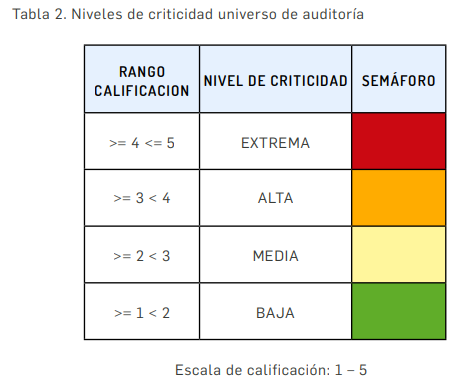 Tabla 2. Niveles de criticidad universo de auditoría
RANGO
CALIFICACION
NIVEL DE CRITICIDAD
SEMÁFORO
>= 4 <= 5
EXTREMA
>= 3 < 4
ALTA
>= 2 < 3
MEDIA
>= 1 < 2
BAJA
Escala de calificación: 1 – 5